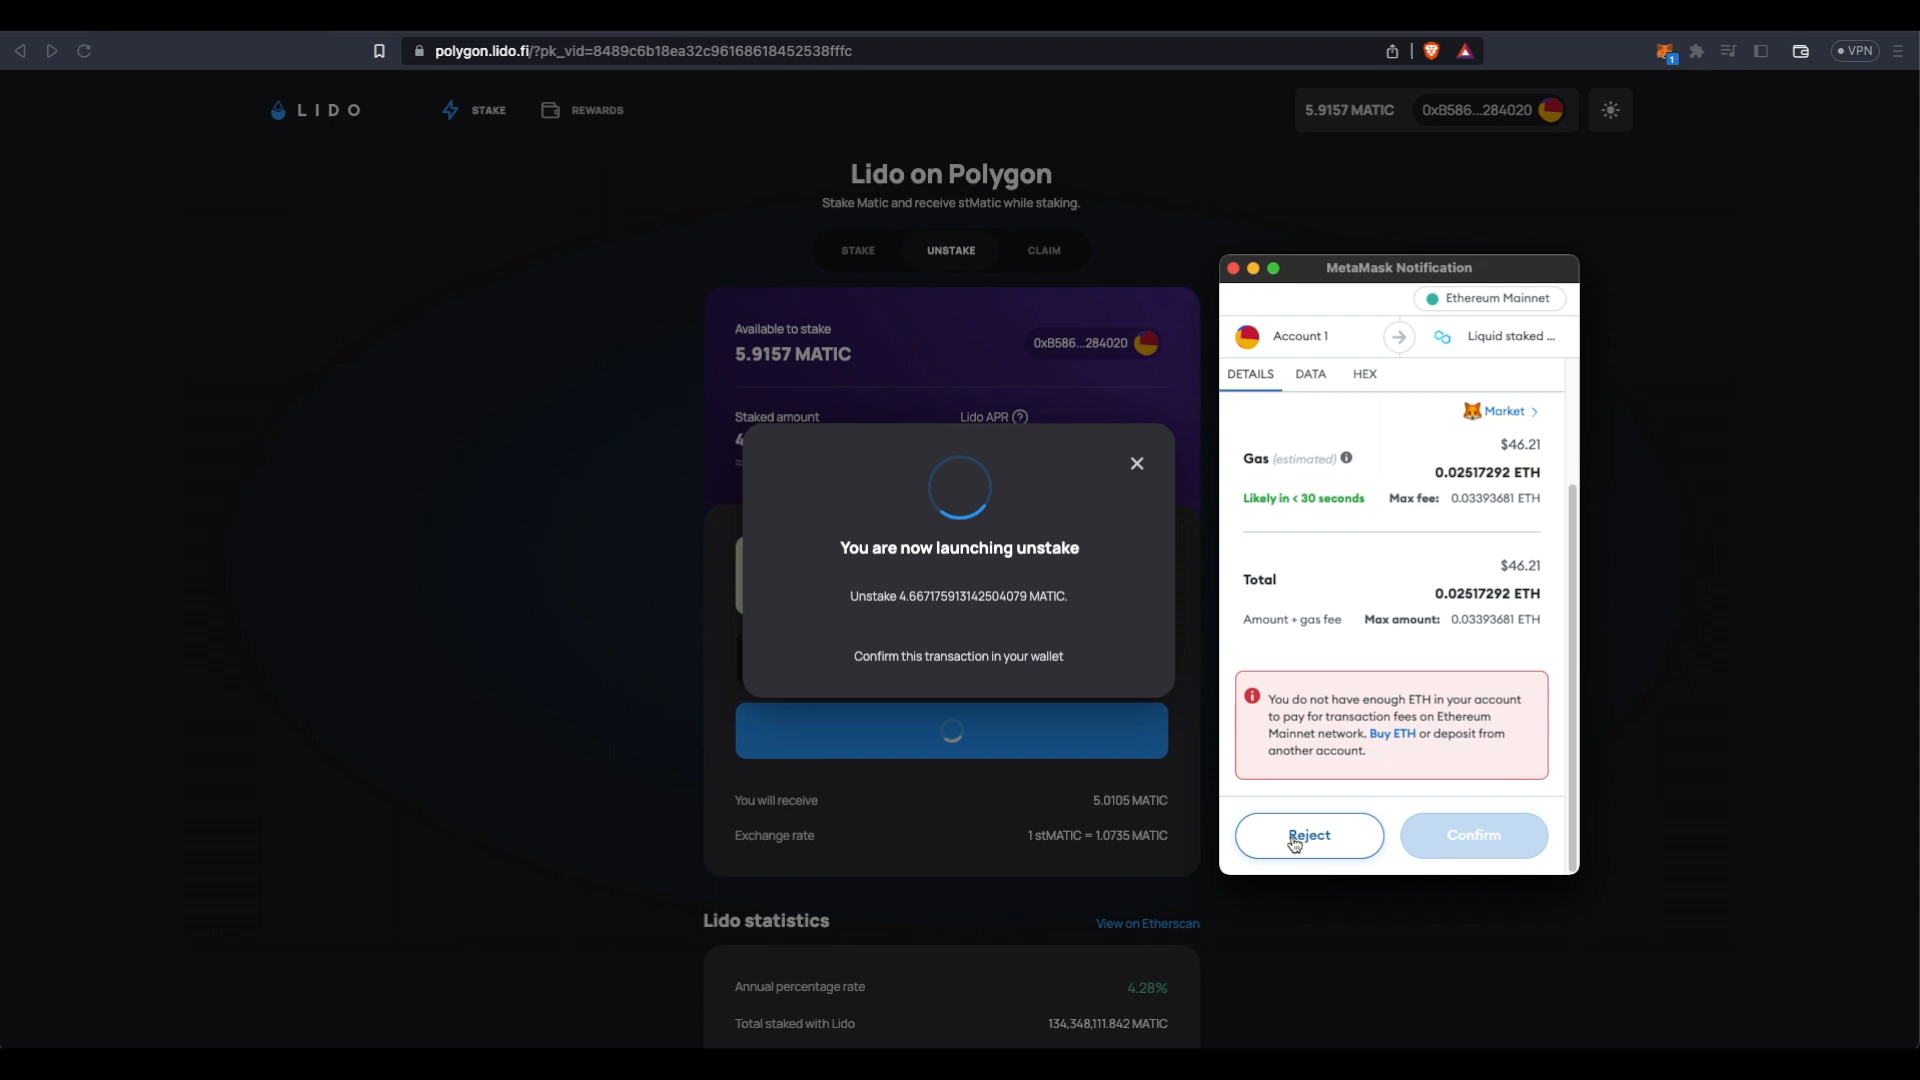 polygon.lido.fi/?pk_vid=8489c6b18ea32c96168618452538fffc
1
VPN
LIDO
STAKE
REWARDS
5.9157 MATIC
0xB586...284020
Lido on Polygon
Stake Matic and receive stMatic while staking.
STAKE
UNSTAKE
CLAIM
Available to stake
5.9157 MATIC
0xB586...284020
Staked amount
Lido APR ?
4
≈
You are now launching unstake
Unstake 4.667175913142504079 MATIC.
Confirm this transaction in your wallet
You will receive
5.0105 MATIC
Exchange rate
1 stMATIC = 1.0735 MATIC
Lido statistics
View on Etherscan
Annual percentage rate
4.28%
Total staked with Lido
134,348,111.842 MATIC
MetaMask Notification
Ethereum Mainnet
Account 1
Liquid staked ...
DETAILS
DATA
HEX
Market >
$46.21
Gas (estimated)
0.02517292 ETH
Likely in < 30 seconds
Max fee: 0.03393681 ETH
$46.21
Total
0.02517292 ETH
Amount + gas fee
Max amount: 0.03393681 ETH
You do not have enough ETH in your account
to pay for transaction fees on Ethereum
Mainnet network. Buy ETH or deposit from
another account.
Reject
Confirm